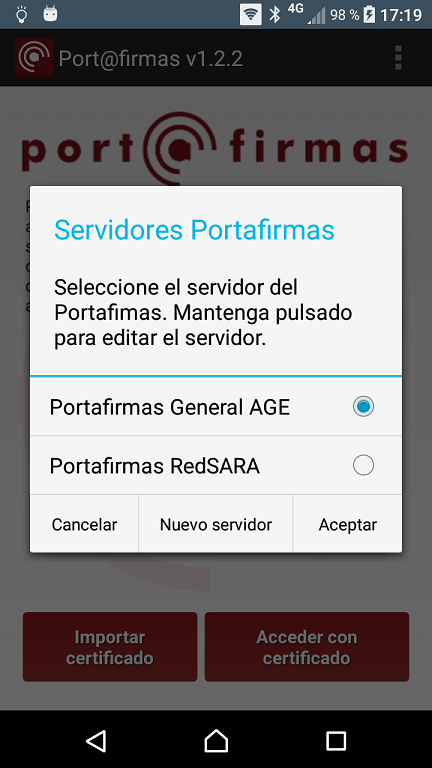 4G 98 % 17:19
Port@firmas v1.2.2
port@firmas
Servidores Portafirmas
Seleccione el servidor del
Portafimas. Mantenga pulsado
para editar el servidor.
Portafirmas General AGE
Portafirmas RedSARA
Cancelar Nuevo servidor Aceptar
Importar Acceder con
certificado certificado